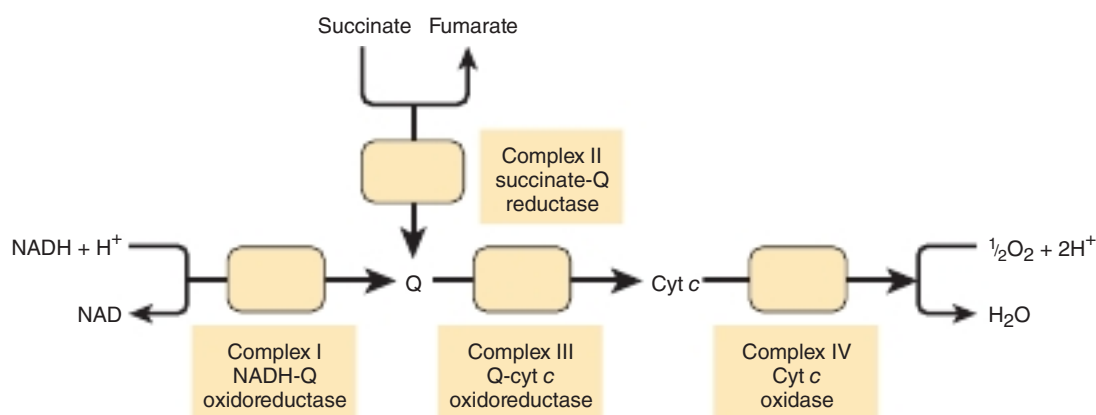 Succinate Fumarate
Complex II
succinate-Q
reductase
NADH + H⁺
Q
Cyt c
½O₂ + 2H⁺
NAD
H₂O
Complex I
NADH-Q
oxidoreductase
Complex III
Q-cyt c
oxidoreductase
Complex IV
Cyt c
oxidase